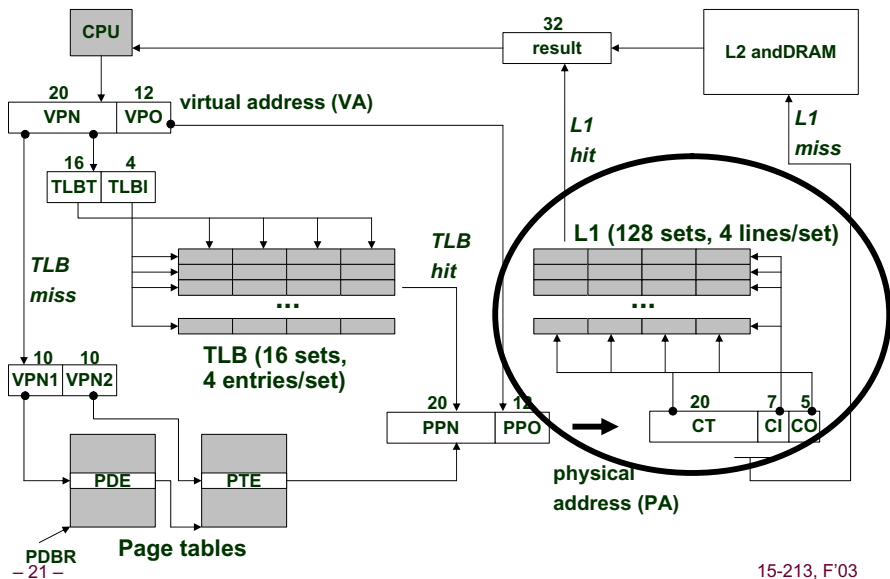 CPU
32
result
L2 andDRAM
20
12
VPN
VPO
virtual address (VA)
L1
hit
L1
miss
16
4
TLBT
TLBI
TLB
hit
L1 (128 sets, 4 lines/set)
TLB
miss
...
...
TLB (16 sets,
4 entries/set)
10
10
VPN1
VPN2
20
12
PPN
PPO
20
7
5
CT
CI
CO
physical
address (PA)
PDE
PTE
PDBR
Page tables
– 21 –
15-213, F'03